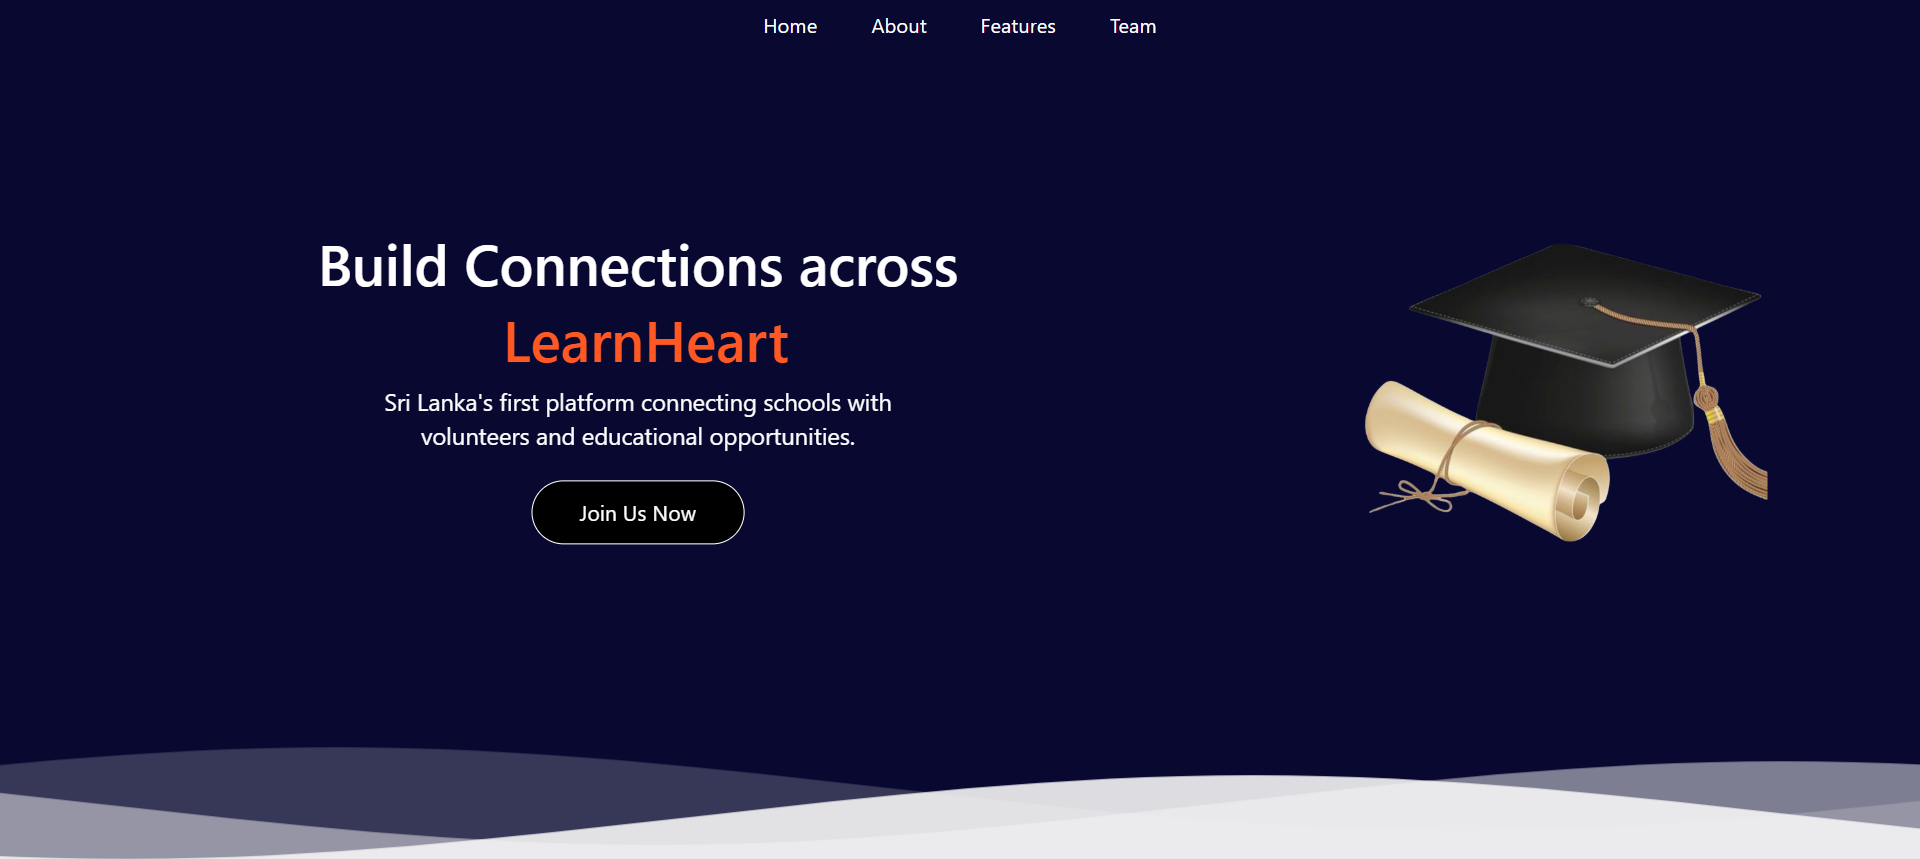 Home About Features Team
Build Connections across
LearnHeart
Sri Lanka's first platform connecting schools with
volunteers and educational opportunities.
Join Us Now